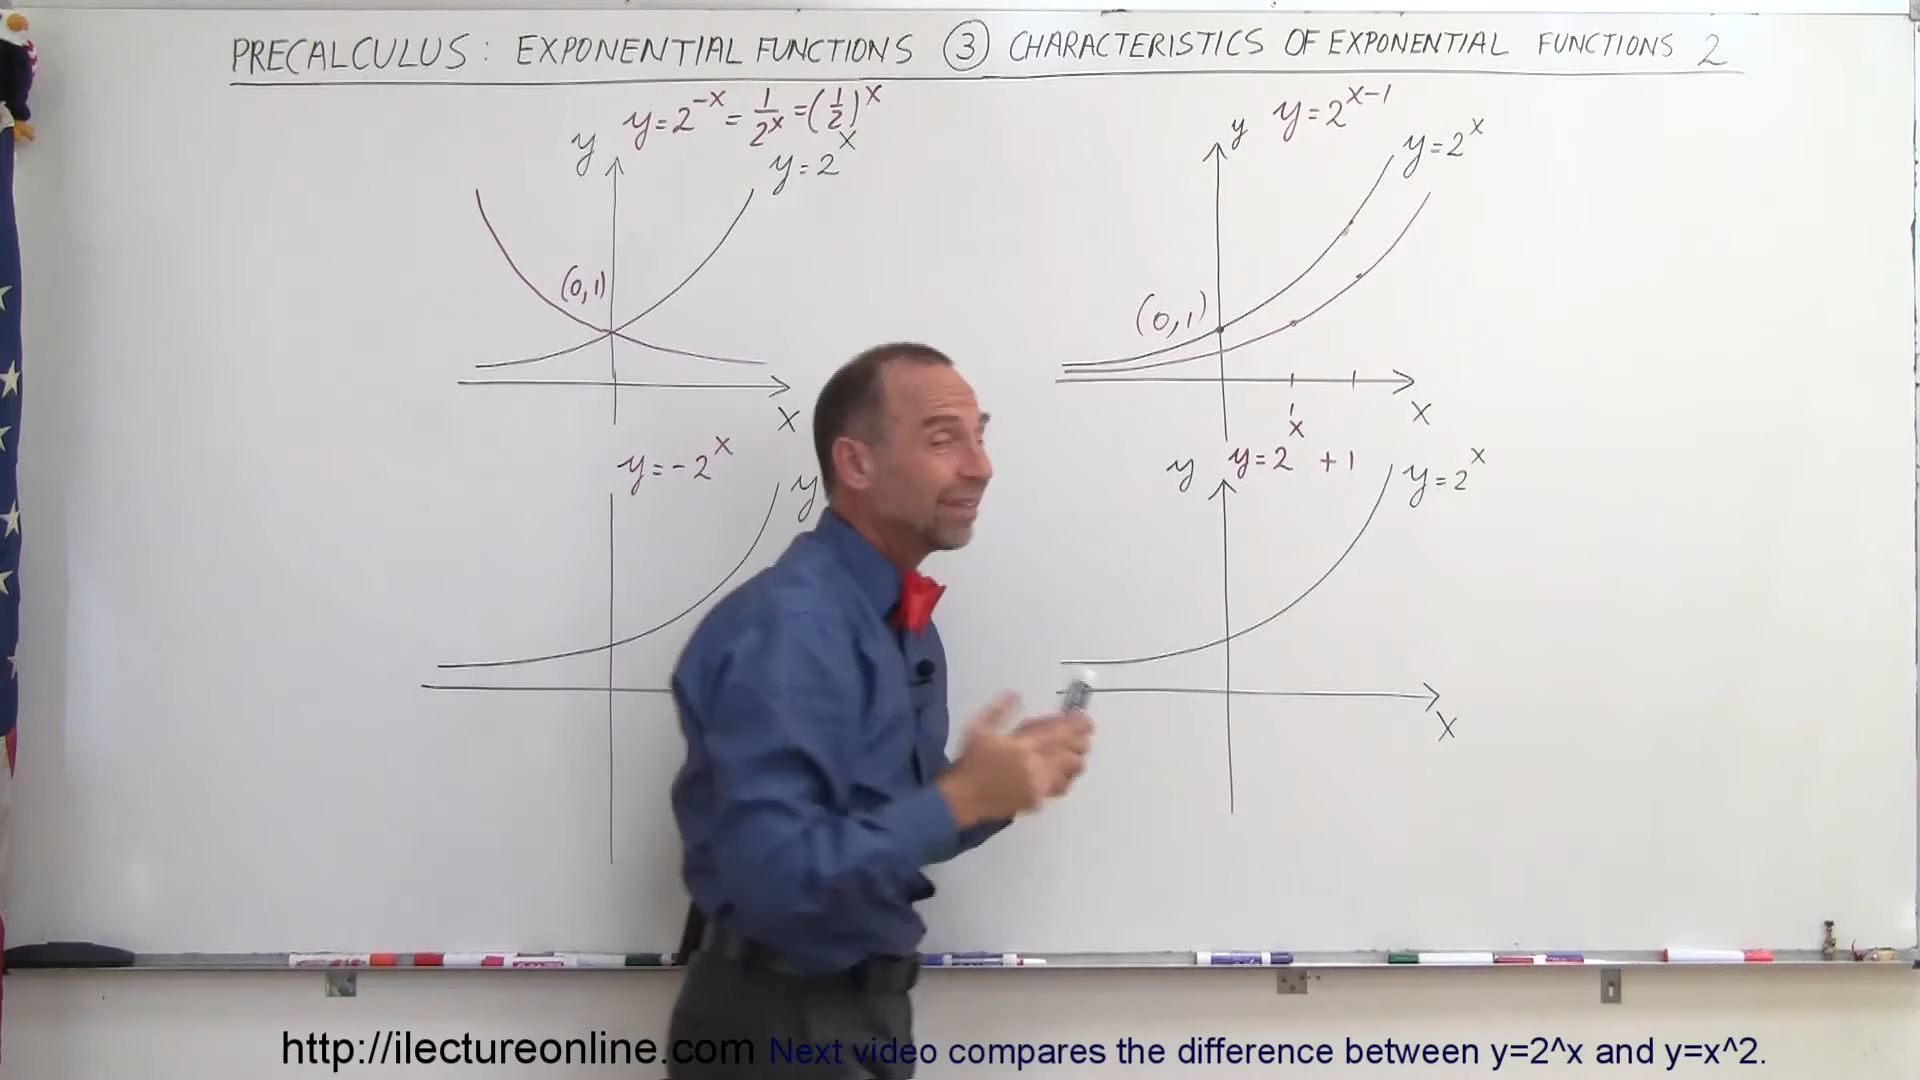 PRECALCULUS: EXPONENTIAL FUNCTIONS ③ CHARACTERISTICS OF EXPONENTIAL FUNCTIONS 2
y=2^-x = 1/2^x = (1/2)^x
y
y=2^x
(0,1)
x
y=2^x-1
y
y=2^x
(0,1)
1
x
y=-2^x
y
y
y=2^x +1
y=2^x
x
http://ilectureonline.com Next video compares the difference between y=2^x and y=x^2.